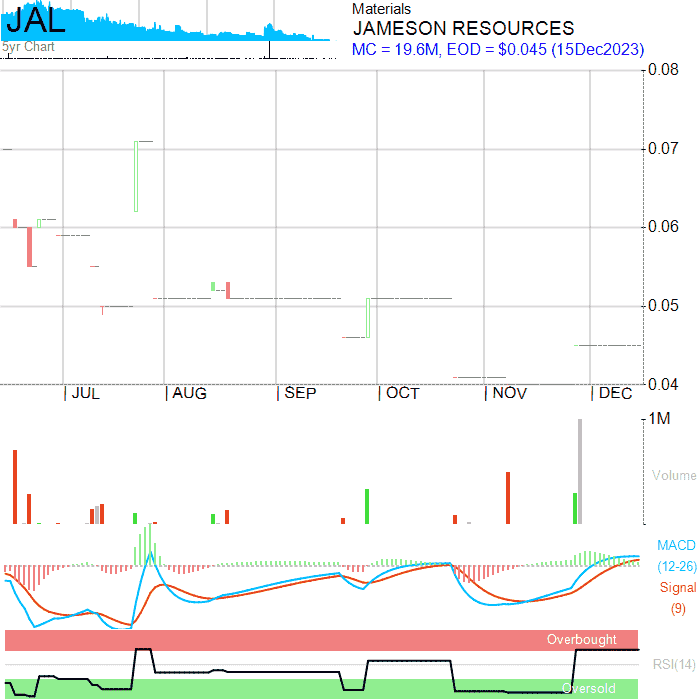 JAL
5yr Chart
Materials
JAMESON RESOURCES
MC = 19.6M, EOD = $0.045 (15Dec2023)
0.08
0.07
0.06
0.05
0.04
JUL AUG SEP OCT NOV DEC
1M
Volume
MACD
(12-26)
Signal
(9)
Overbought
RSI(14)
Oversold